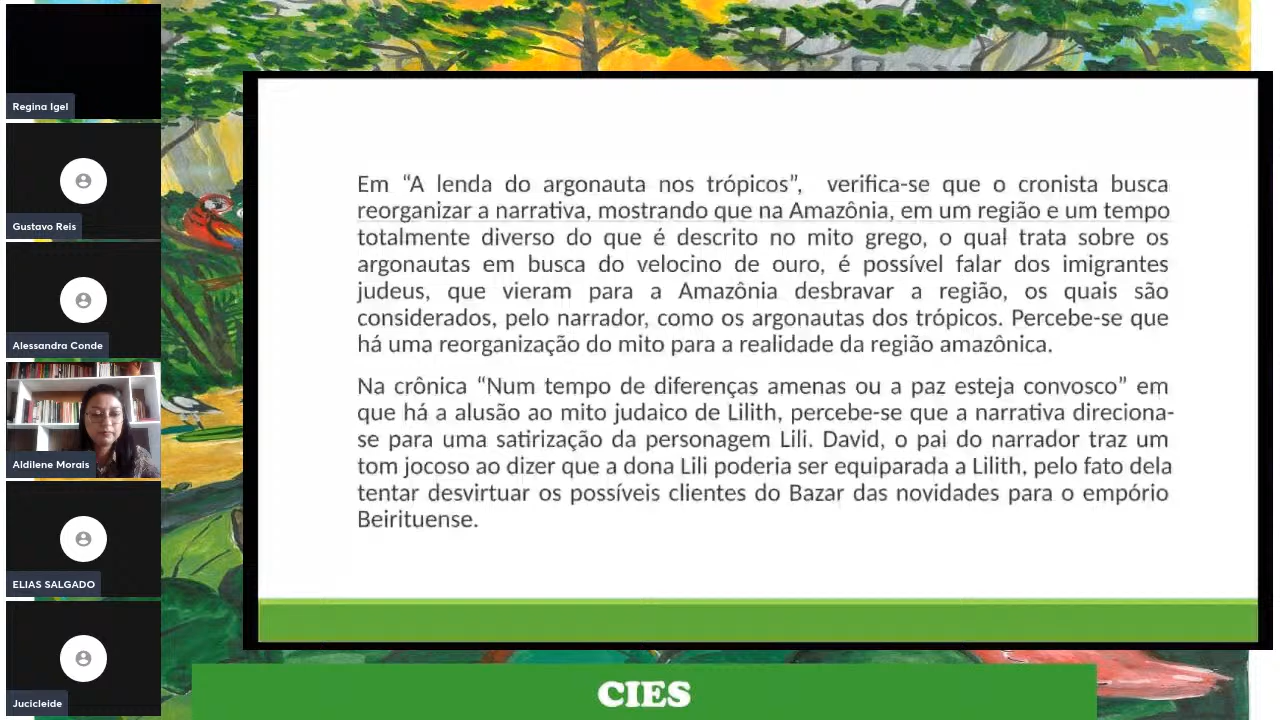 Regina Igel
Gustavo Reis
Alessandra Conde
Aldilene Morais
ELIAS SALGADO
Jucicleide
Em “A lenda do argonauta nos trópicos”, verifica-se que o cronista busca
reorganizar a narrativa, mostrando que na Amazônia, em um região e um tempo
totalmente diverso do que é descrito no mito grego, o qual trata sobre os
argonautas em busca do velocino de ouro, é possível falar dos imigrantes
judeus, que vieram para a Amazônia desbravar a região, os quais são
considerados, pelo narrador, como os argonautas dos trópicos. Percebe-se que
há uma reorganização do mito para a realidade da região amazônica.
Na crônica “Num tempo de diferenças amenas ou a paz esteja convosco” em
que há a alusão ao mito judaico de Lilith, percebe-se que a narrativa direciona-
se para uma satirização da personagem Lili. David, o pai do narrador traz um
tom jocoso ao dizer que a dona Lili poderia ser equiparada a Lilith, pelo fato dela
tentar desvirtuar os possíveis clientes do Bazar das novidades para o empório
Beirituense.
CIES